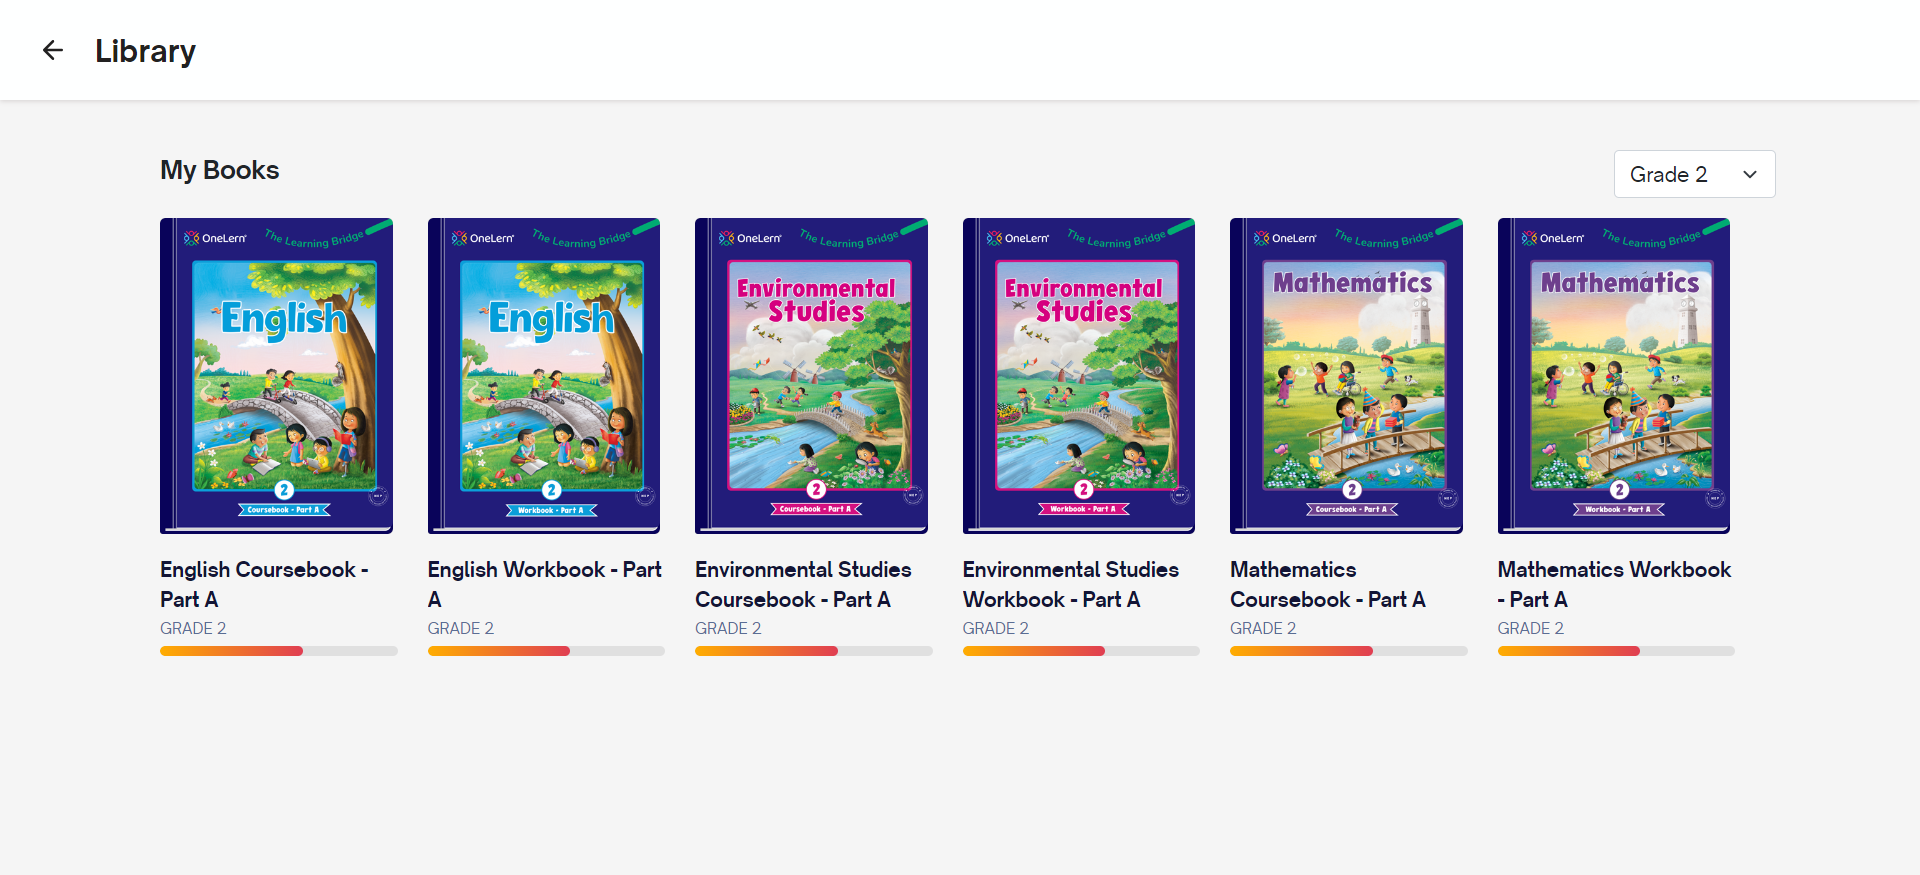 Library
My Books
Grade 2
OneLern
The Learning Bridge
English
2
Coursebook - Part A
OneLern
The Learning Bridge
English
2
Workbook - Part A
OneLern
The Learning Bridge
Environmental
Studies
2
Coursebook - Part A
OneLern
The Learning Bridge
Environmental
Studies
2
Workbook - Part A
OneLern
The Learning Bridge
Mathematics
2
Coursebook - Part A
OneLern
The Learning Bridge
Mathematics
2
Workbook - Part A
English Coursebook -
Part A
GRADE 2
English Workbook - Part
A
GRADE 2
Environmental Studies
Coursebook - Part A
GRADE 2
Environmental Studies
Workbook - Part A
GRADE 2
Mathematics
Coursebook - Part A
GRADE 2
Mathematics Workbook
- Part A
GRADE 2